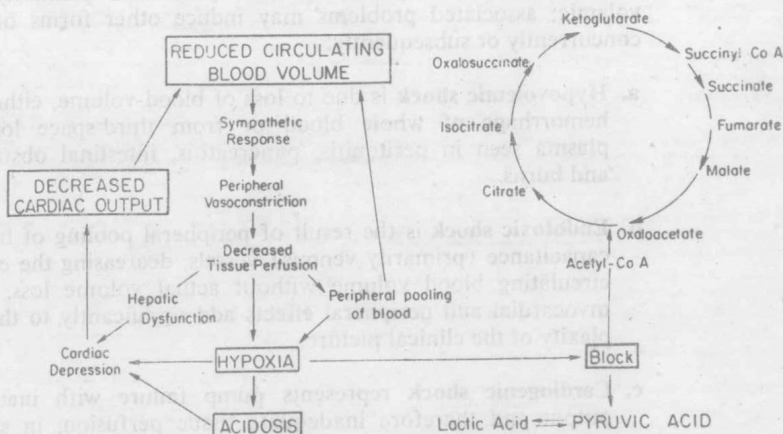 associated problems may induce other forms
concurrently or subsequently
REDUCED CIRCULATING
BLOOD VOLUME
Sympathetic
Response
Peripheral
Vasoconstriction
DECREASED
CARDIAC OUTPUT
Decreased
Tissue Perfusion
Peripheral pooling
of blood
Hepatic
Dysfunction
Cardiac
Depression
HYPOXIA
ACIDOSIS
Ketoglutarate
Succinyl Co A
Succinate
Fumarate
Malate
Oxaloacetate
Citrate
Isocitrate
Oxalosuccinate
Acetyl-Co A
Block
Lactic Acid
PYRUVIC ACID
a. Hypovolemic shock is due to loss of blood-volume, either
hemorrhage of whole blood or from third-space
plasma seen in peritonitis, pancreatitis, intestinal
and burns
Endotoxic shock is the result of peripheral pooling of
capacitance (primarily venous) decreasing the
circulating blood volume without actual volume loss.
myocardial and peripheral effects add significantly to the
of the clinical picture
c. Cardiogenic shock represents pump failure with
and therefore inadequate tissue perfusion; in